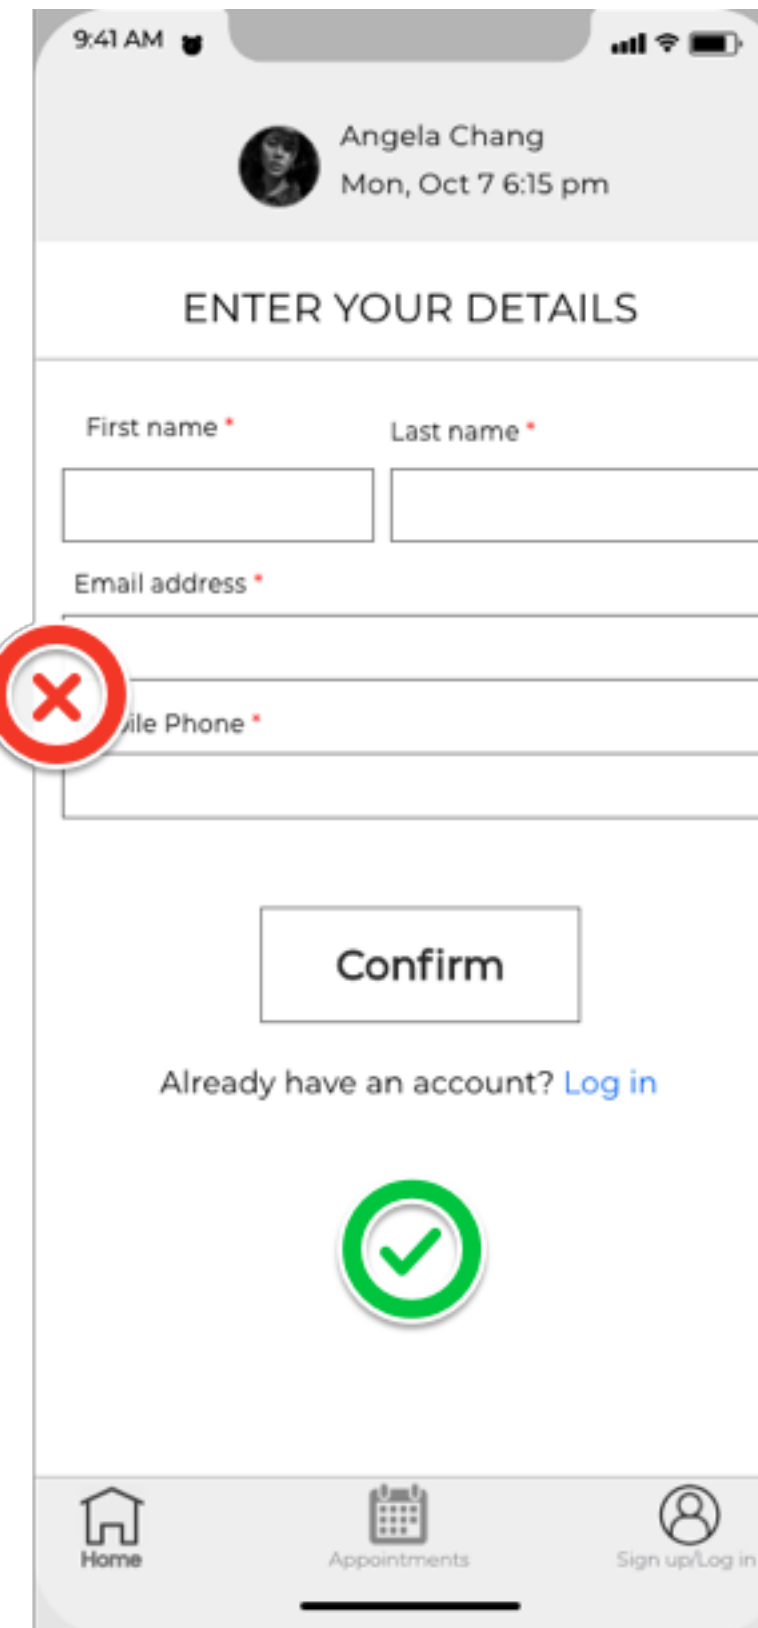 9:41 AM
Angela Chang
Mon, Oct 7 6:15 pm
ENTER YOUR DETAILS
First name * Last name *
Email address *
Phone *
Confirm
Already have an account? Log in
Home Appointments Sign up/Log in